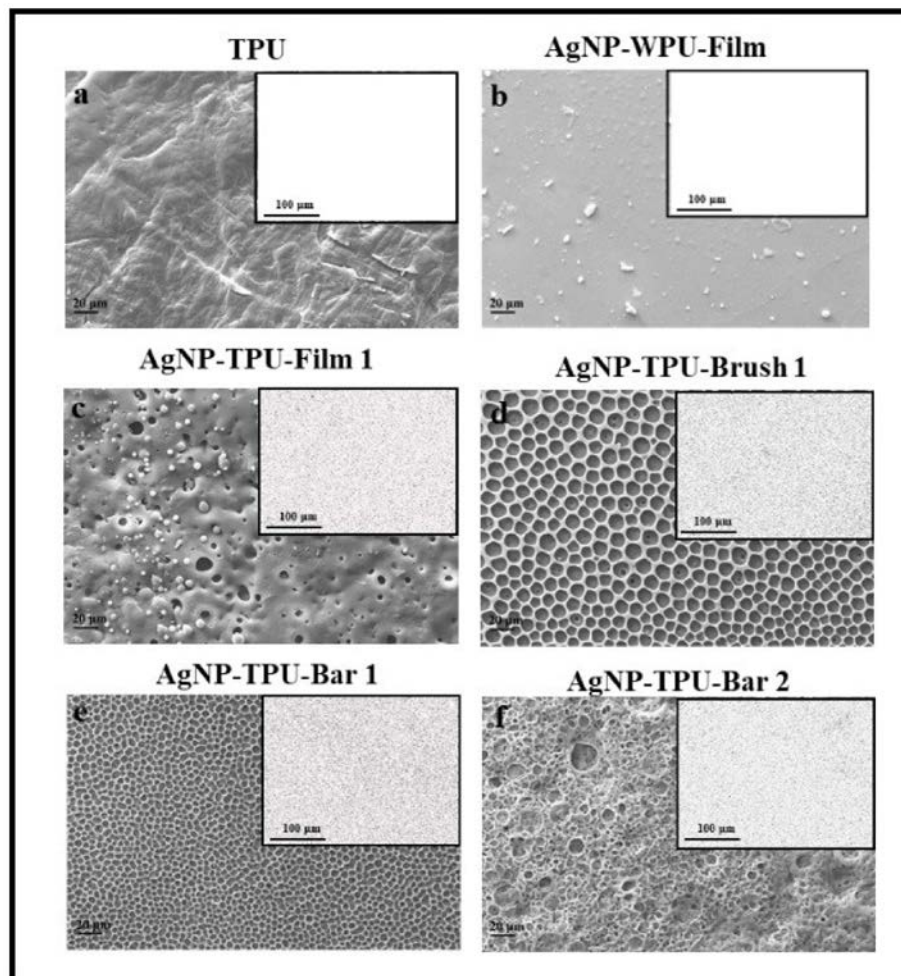 TPU
AgNP-WPU-Film
a
100 μm
20 μm
b
100 μm
20 μm
AgNP-TPU-Film 1
AgNP-TPU-Brush 1
c
100 μm
20 μm
d
100 μm
20 μm
AgNP-TPU-Bar 1
AgNP-TPU-Bar 2
e
100 μm
20 μm
f
100 μm
20 μm